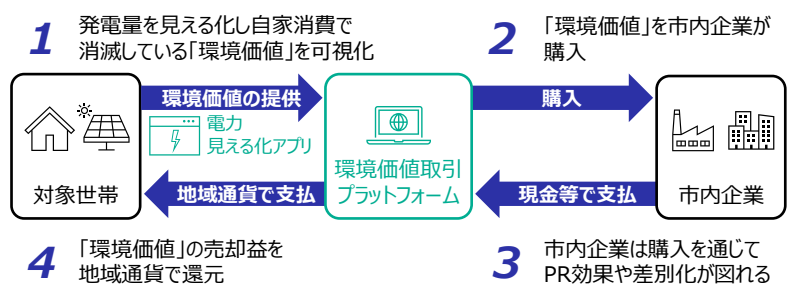 1
発電量を見える化し自家消費で
消滅している「環境価値」を可視化
2
「環境価値」を市内企業が
購入
環境価値の提供
購入
電力
見える化アプリ
対象世帯
環境価値取引
プラットフォーム
市内企業
地域通貨で支払
現金等で支払
4
「環境価値」の売却益を
地域通貨で還元
3
市内企業は購入を通じて
PR効果や差別化が図れる